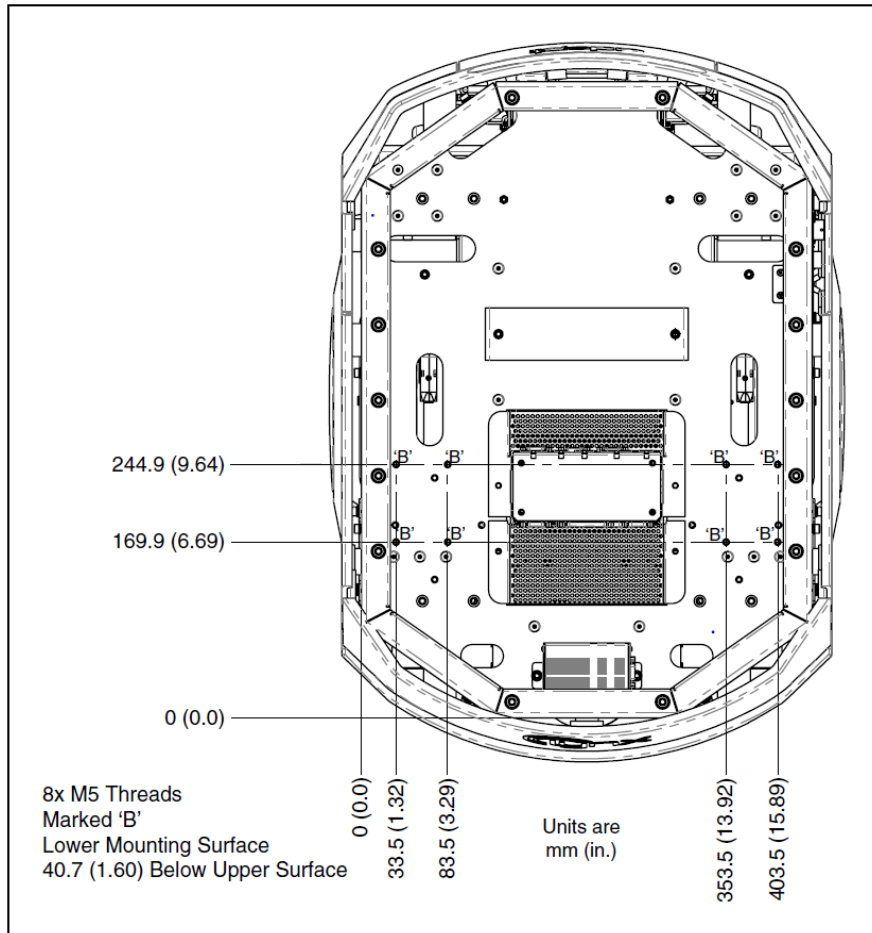 'B' 'B' 'B' 'B'
244.9 (9.64)
169.9 (6.69)
'B' 'B' 'B' 'B'
0 (0.0)
8x M5 Threads
Marked 'B'
Lower Mounting Surface
40.7 (1.60) Below Upper Surface
0 (0.0)
33.5 (1.32)
83.5 (3.29)
Units are
mm (in.)
353.5 (13.92)
403.5 (15.89)